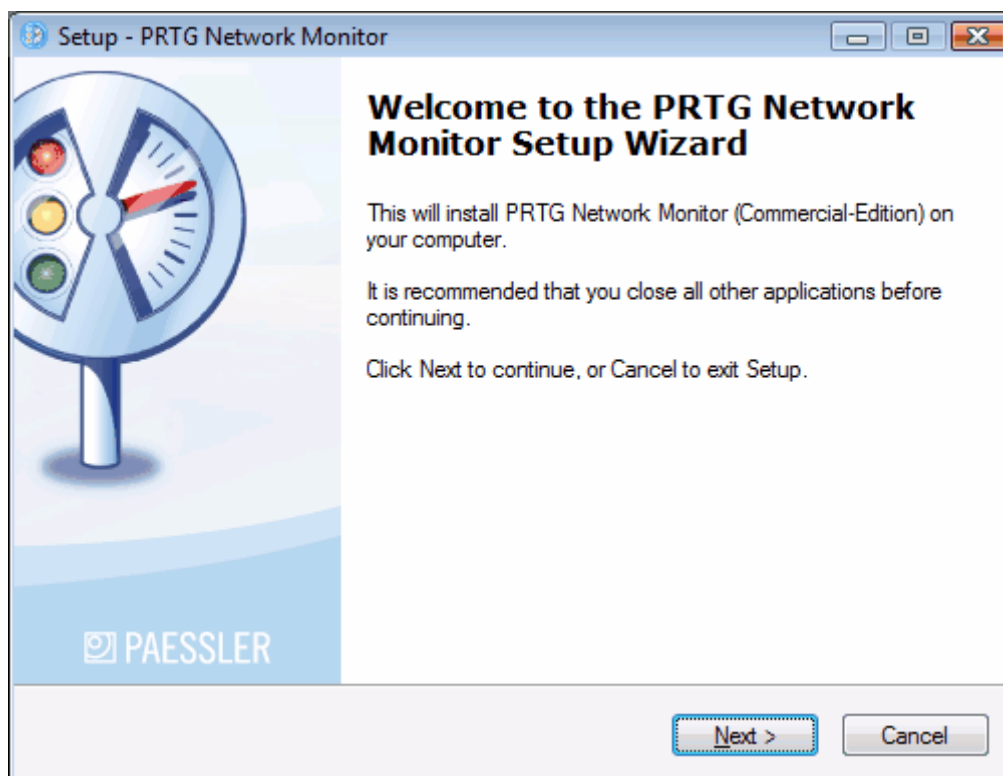 Setup - PRTG Network Monitor
Welcome to the PRTG Network
Monitor Setup Wizard
This will install PRTG Network Monitor (Commercial-Edition) on
your computer.
It is recommended that you close all other applications before
continuing.
Click Next to continue, or Cancel to exit Setup.
PAESSLER
Next >
Cancel